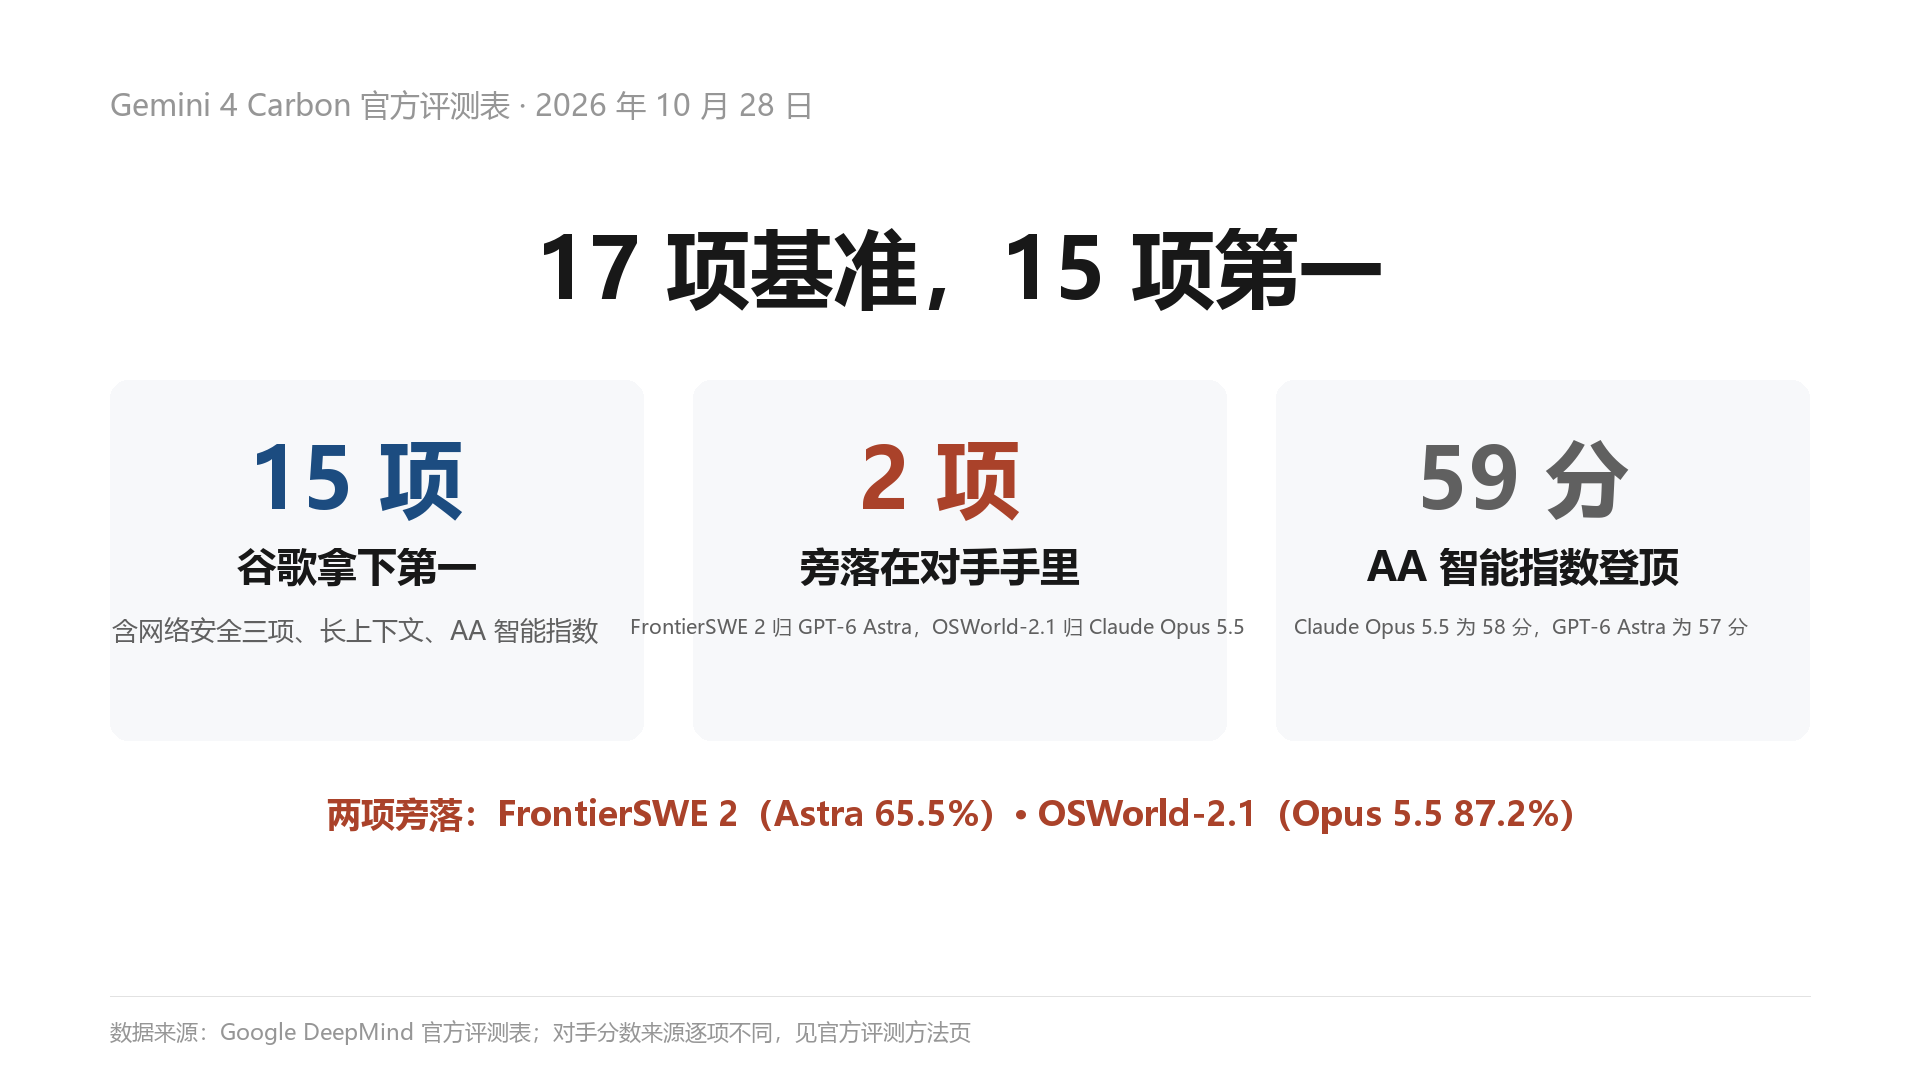 Gemini 4 Carbon 官方评测表 · 2026 年 10 月 28 日
17 项基准，15 项第一
15 项
谷歌拿下第一
含网络安全三项、长上下文、AA 智能指数
2 项
旁落在对手手里
FrontierSWE 2 归 GPT-6 Astra，OSWorld-2.1 归 Claude Opus 5.5
59 分
AA 智能指数登顶
Claude Opus 5.5 为 58 分，GPT-6 Astra 为 57 分
两项旁落：FrontierSWE 2（Astra 65.5%）• OSWorld-2.1（Opus 5.5 87.2%）
数据来源：Google DeepMind 官方评测表；对手分数来源逐项不同，见官方评测方法页